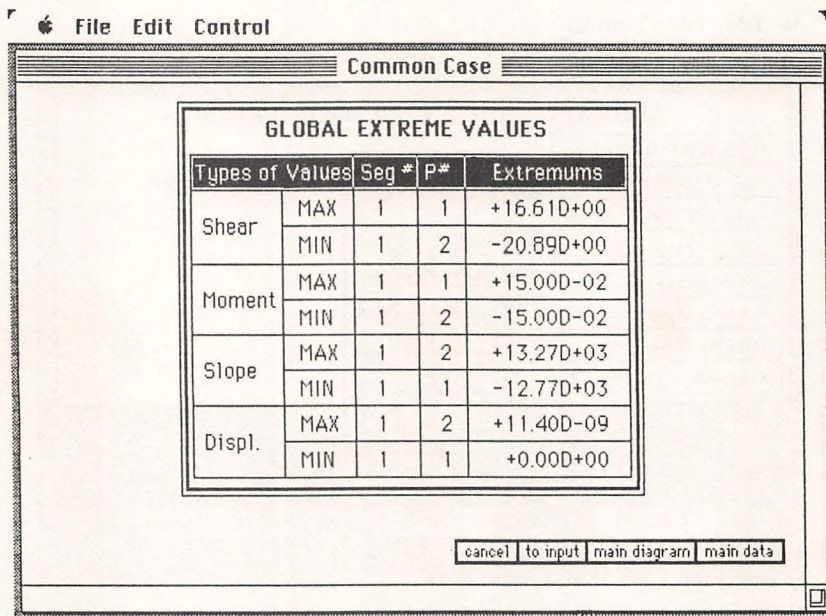 File Edit Control
Common Case
GLOBAL EXTREME VALUES
Types of Values Seg # P# Extremums
Shear MAX 1 1 +16.61D+00
MIN 1 2 -20.89D+00
Moment MAX 1 1 +15.00D-02
MIN 1 2 -15.00D-02
Slope MAX 1 2 +13.27D+03
MIN 1 1 -12.77D+03
Displ. MAX 1 2 +11.40D-09
MIN 1 1 +0.00D+00
cancel to input main diagram main data